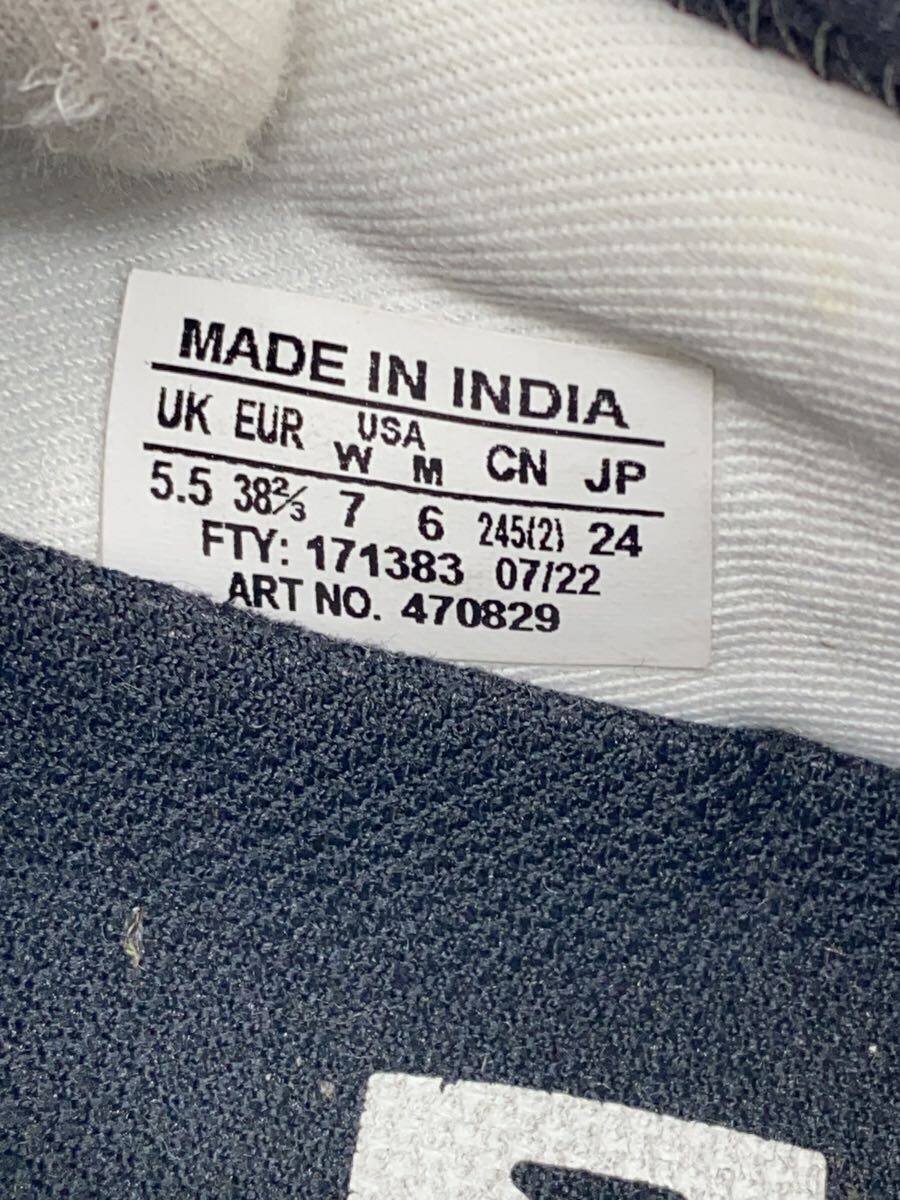 MADE IN INDIA
UK EUR USA CN JP
W M
5.5 38⅔ 7 6 245(2) 24
FTY: 171383 07/22
ART NO. 470829